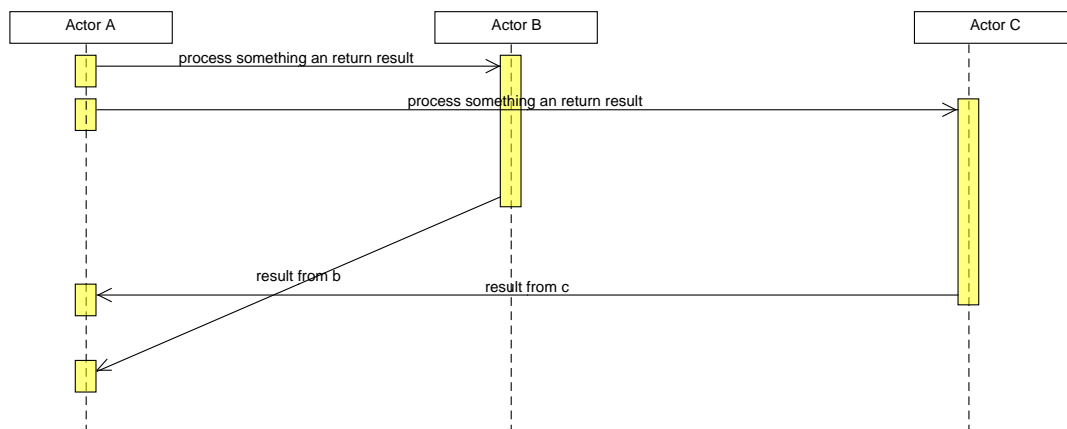 Actor A
Actor B
Actor C
process something an return result
process something an return result
result from b
result from c